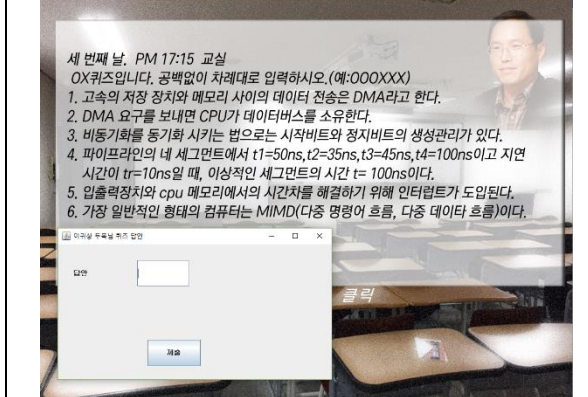 세 번째 날. PM 17:15 교실
OX퀴즈입니다. 공백없이 차례대로 입력하시오.(예:OOOXXX)
1. 고속의 저장 장치와 메모리 사이의 데이터 전송은 DMA라고 한다.
2. DMA 요구를 보내면 CPU가 데이터버스를 소유한다.
3. 비동기화를 동기화 시키는 법으로는 시작비트와 정지비트의 생성관리가 있다.
4. 파이프라인의 네 세그먼트에서 t1=50ns,t2=35ns,t3=45ns,t4=100ns이고 지연
시간이 tr=10ns일 때, 이상적인 세그먼트의 시간 t= 100ns이다.
5. 입출력장치와 cpu 메모리에서의 시간차를 해결하기 위해 인터럽트가 도입된다.
6. 가장 일반적인 형태의 컴퓨터는 MIMD(다중 명령어 흐름, 다중 데이타 흐름)이다.
퀴즈 답안
답안
제출
클릭